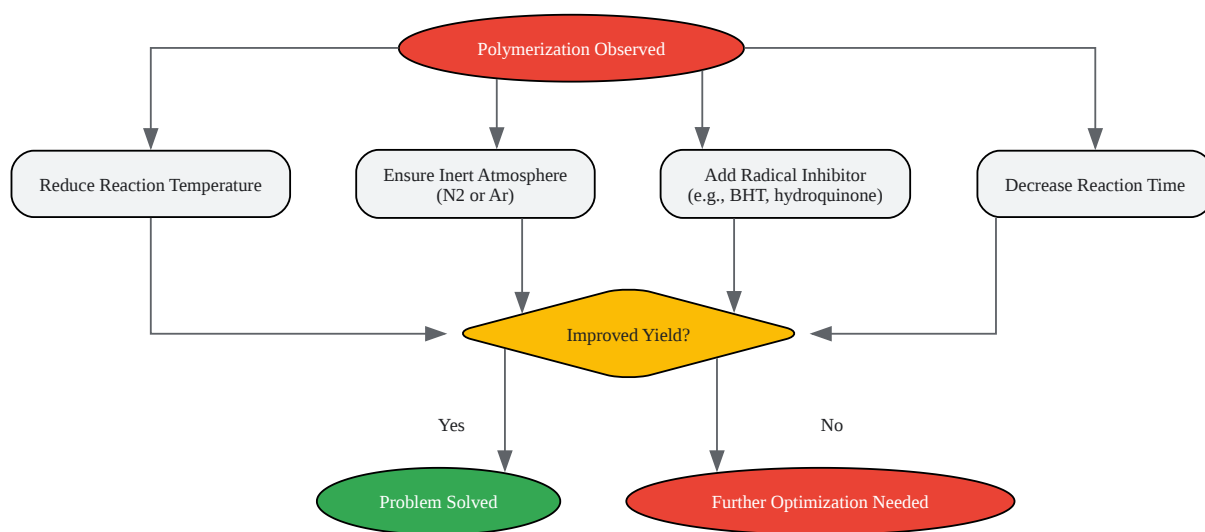 Polymerization Observed
Reduce Reaction Temperature
Ensure Inert Atmosphere
(N2 or Ar)
Add Radical Inhibitor
(e.g., BHT, hydroquinone)
Decrease Reaction Time
Improved Yield?
Yes
No
Problem Solved
Further Optimization Needed